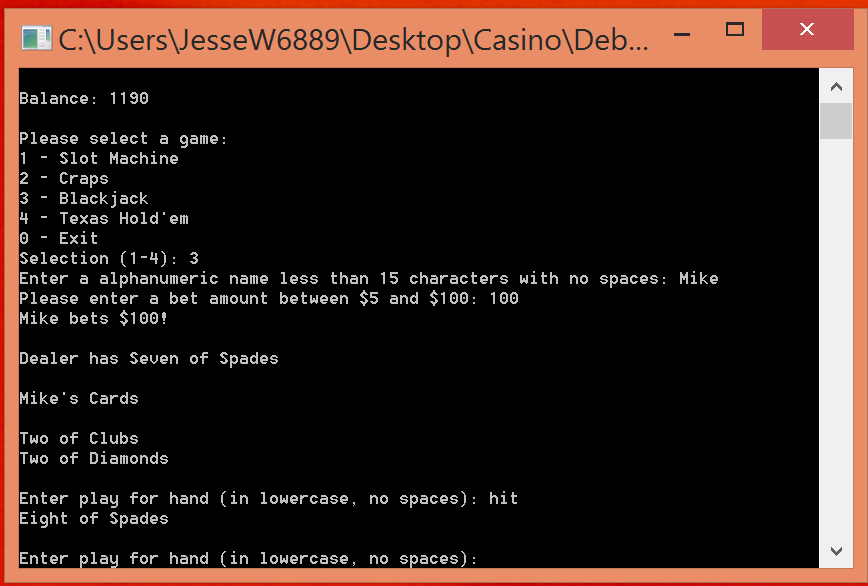 C:\Users\JesseW6889\Desktop\Casino\Deb...
Balance: 1190
Please select a game:
1 - Slot Machine
2 - Craps
3 - Blackjack
4 - Texas Hold'em
0 - Exit
Selection (1-4): 3
Enter a alphanumeric name less than 15 characters with no spaces: Mike
Please enter a bet amount between $5 and $100: 100
Mike bets $100!
Dealer has Seven of Spades
Mike's Cards
Two of Clubs
Two of Diamonds
Enter play for hand (in lowercase, no spaces): hit
Eight of Spades
Enter play for hand (in lowercase, no spaces):